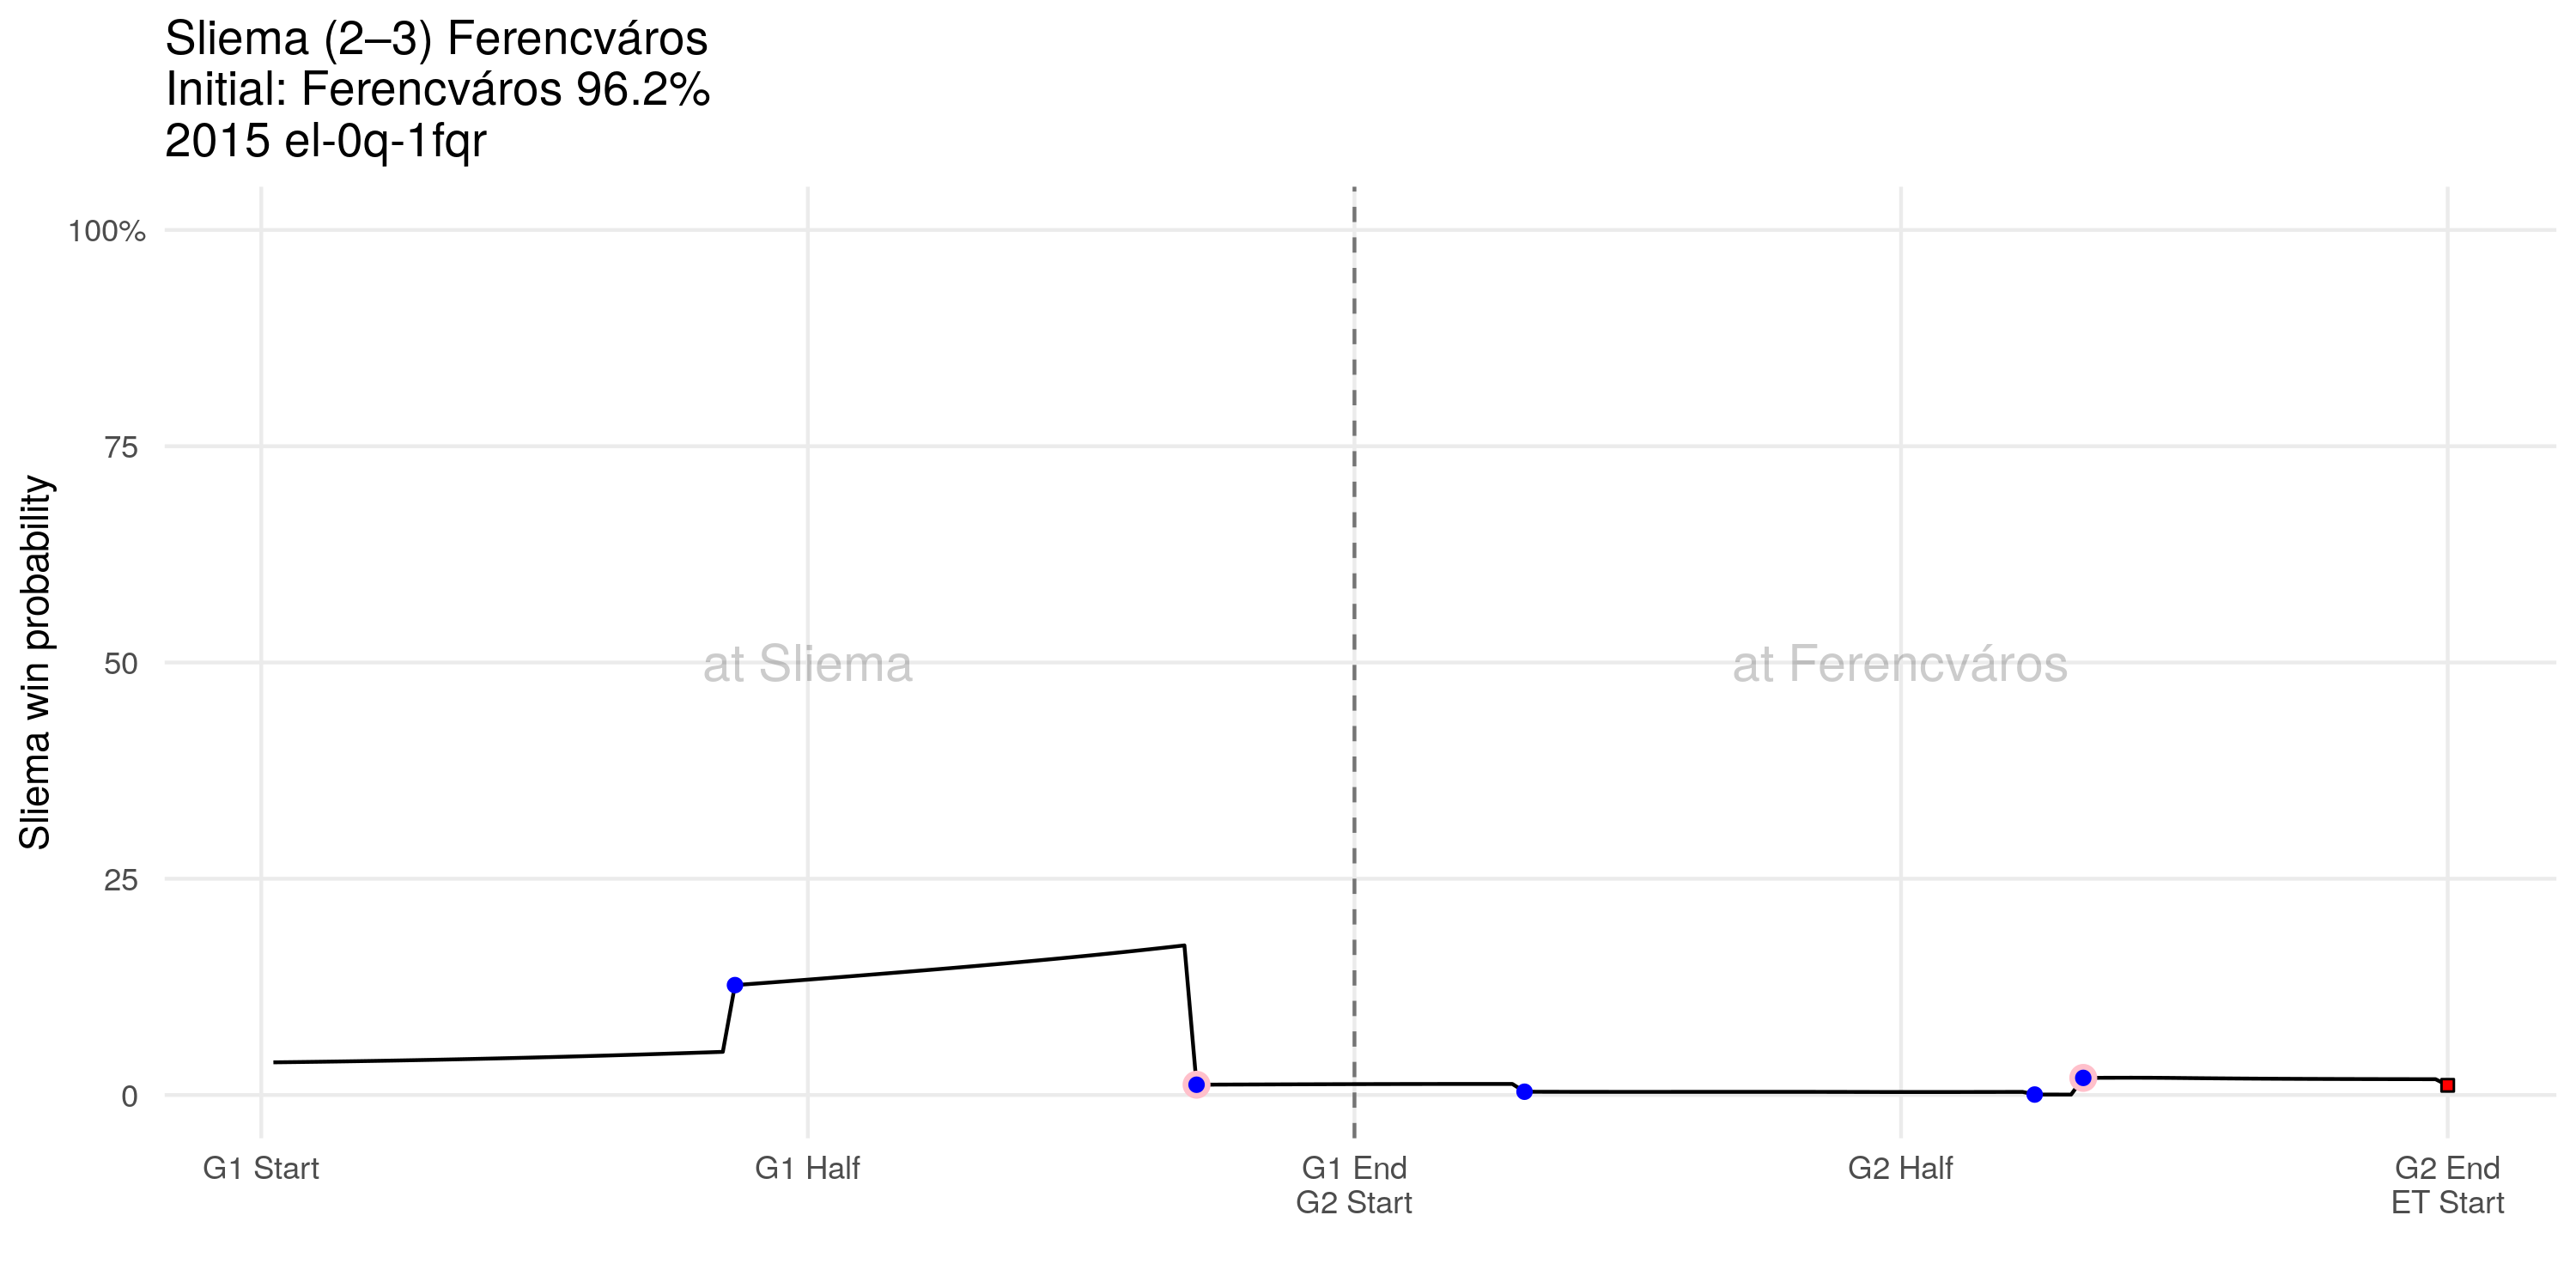 Sliema (2–3) Ferencváros
Initial: Ferencváros 96.2%
2015 el-0q-1fqr
Sliema win probability
100%
75
50
25
0
at Sliema
at Ferencváros
G1 Start
G1 Half
G1 End
G2 Start
G2 Half
G2 End
ET Start